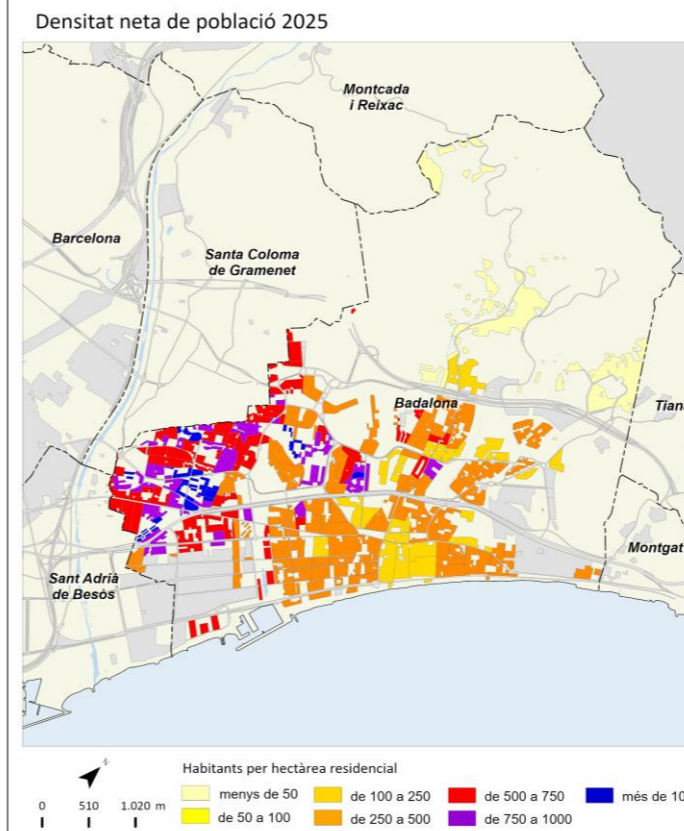 Densitat neta de població 2025
Montcada
i Reixac
Barcelona
Santa Coloma
de Gramenet
Badalona
Montgat
Sant Adrià
de Besòs
Habitants per hectàrea residencial
menys de 50
de 100 a 250
de 500 a 750
més de
de 50 a 100
de 250 a 500
de 750 a 1000
0 510 1.020 m